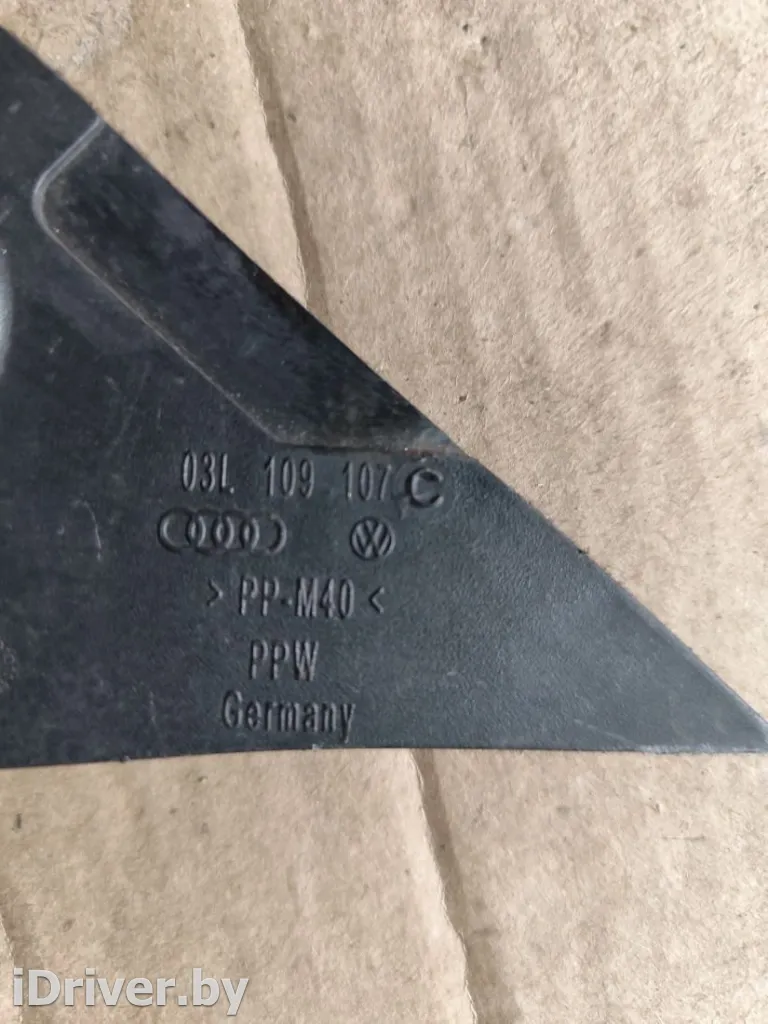 03L 109 107 C
> PP-M40 <
PPW
Germany
iDriver.by